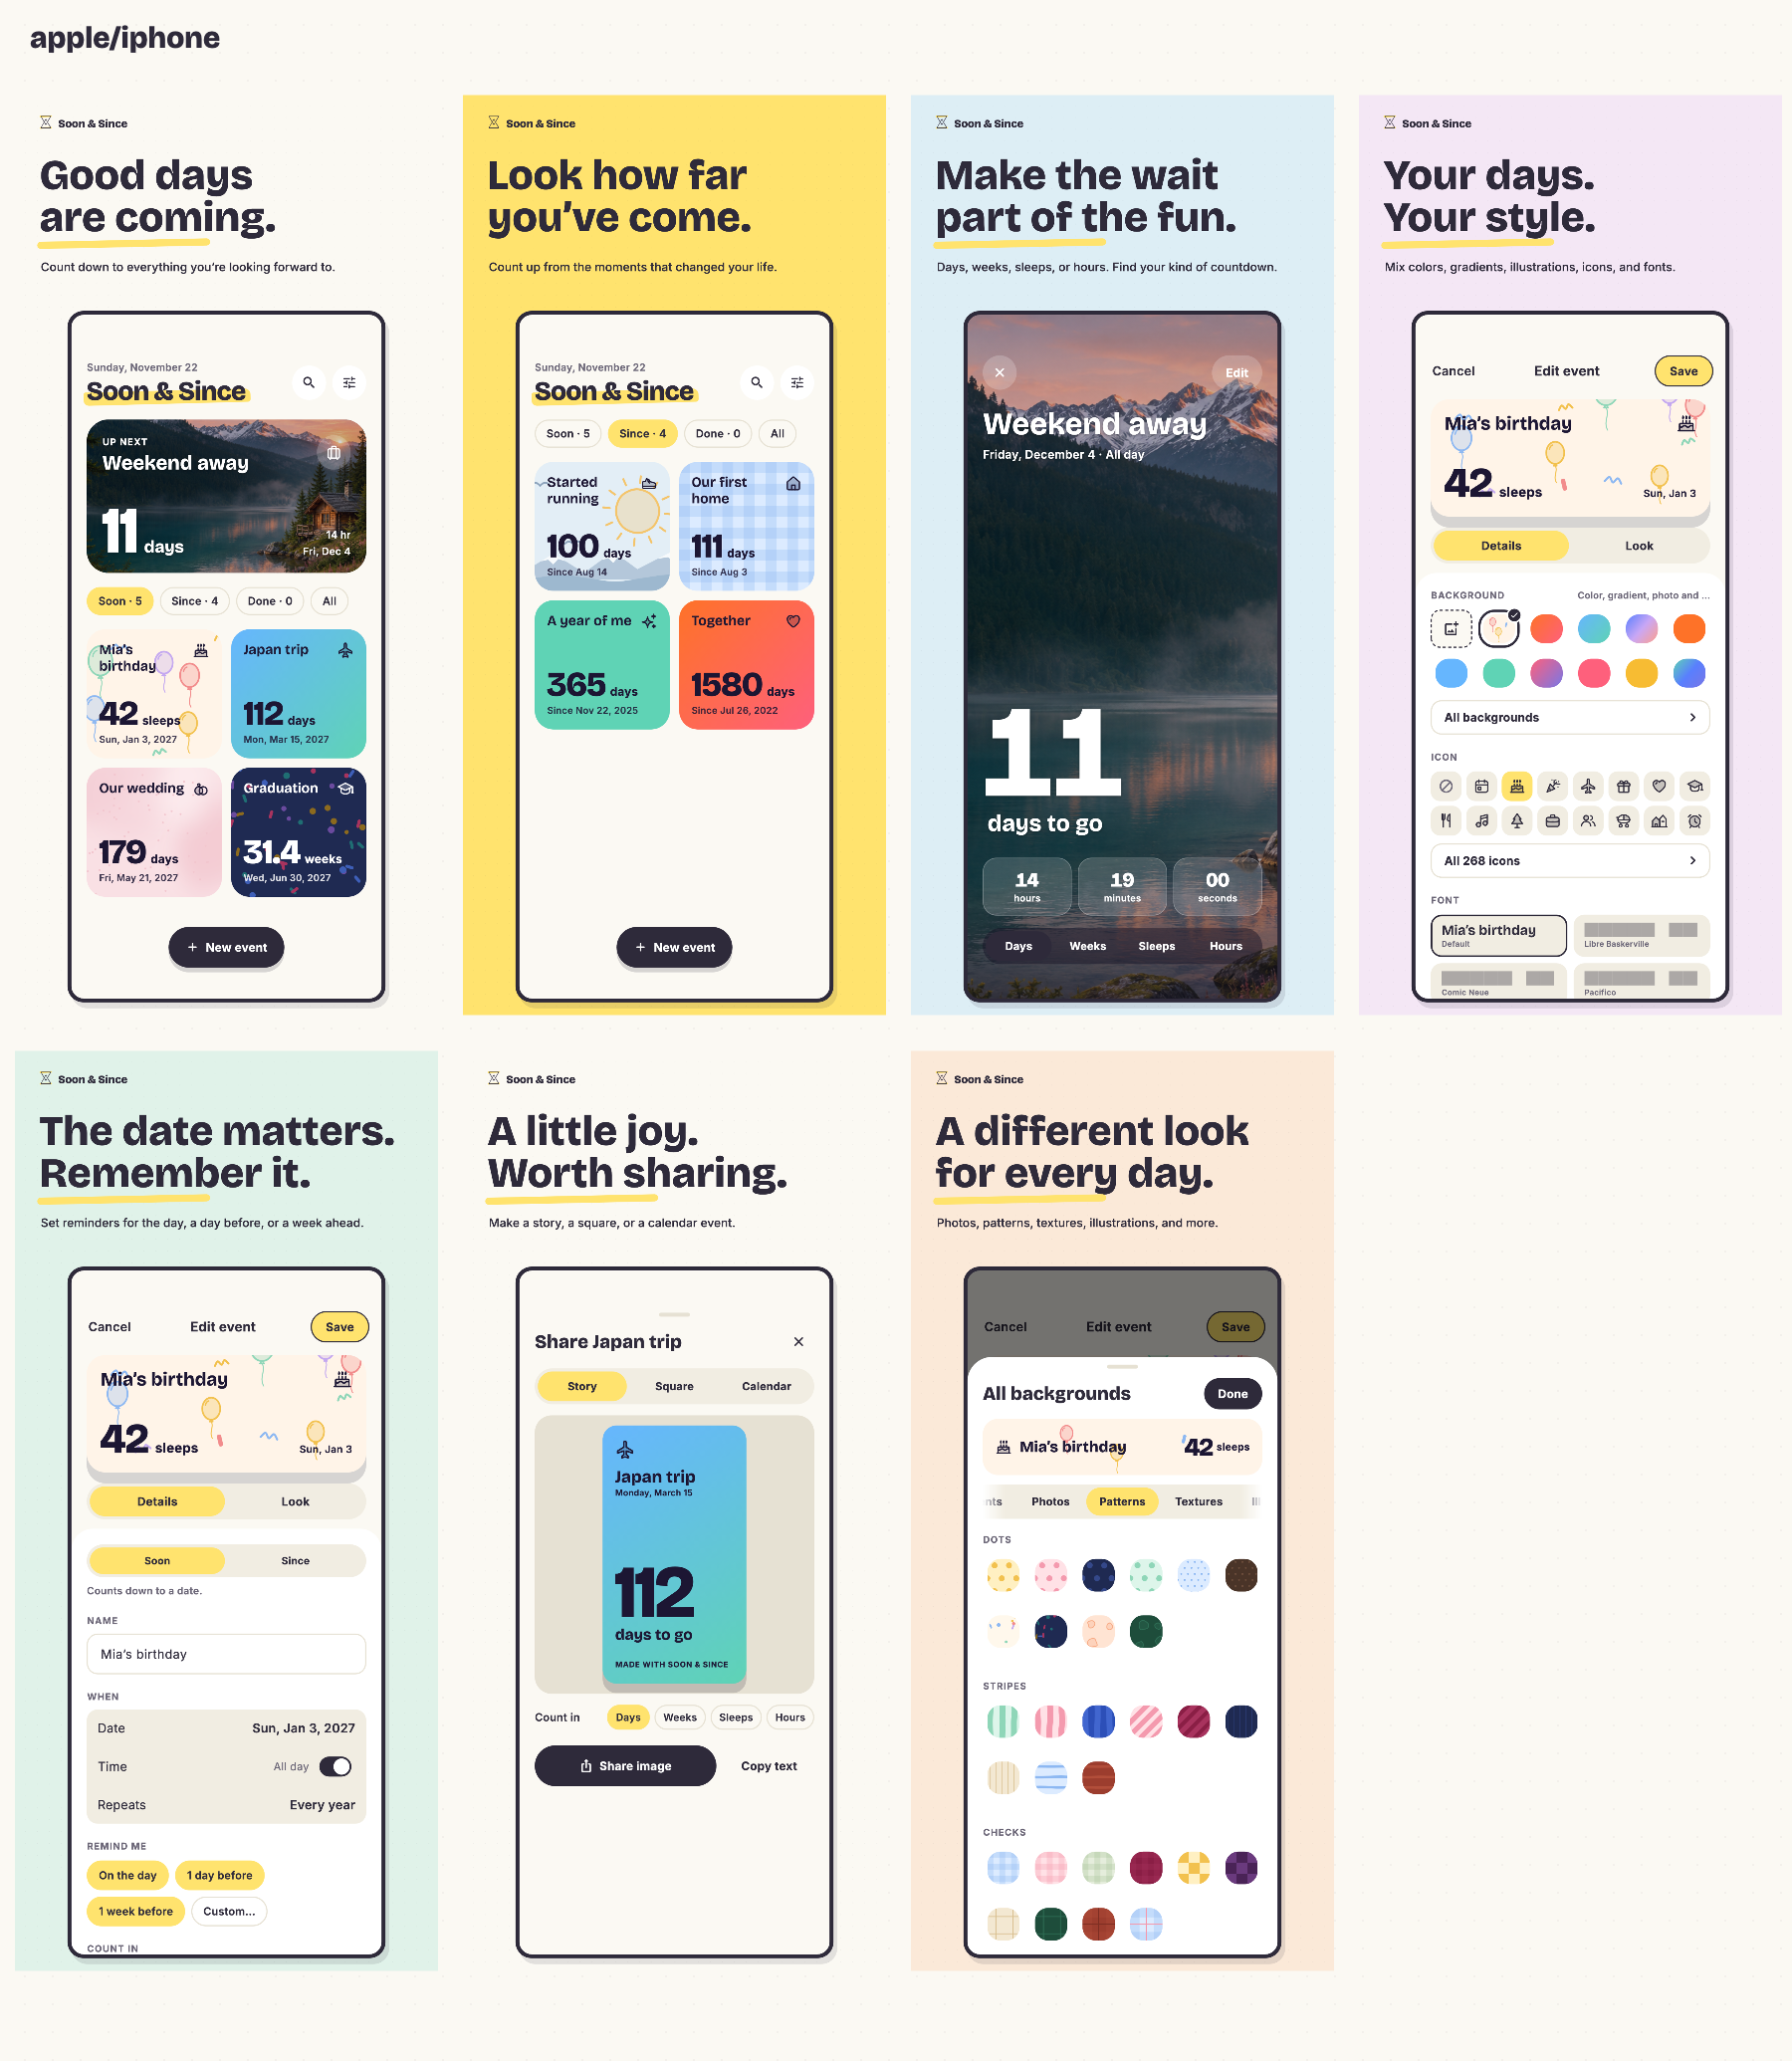 apple/iphone
Soon & Since
Good days
are coming.
Count down to everything you're looking forward to.
Sunday, November 22
Soon & Since
UP NEXT
Weekend away
11 days
14 hr
Fri, Dec 4
Soon · 5
Since · 4
Done · 0
All
Mia's
birthday
42 sleeps
Sun, Jan 3, 2027
Japan trip
112 days
Mon, Mar 15, 2027
Our wedding
179 days
Fri, May 21, 2027
Graduation
31.4 weeks
Wed, Jun 30, 2027
+ New event
Soon & Since
Look how far
you've come.
Count up from the moments that changed your life.
Sunday, November 22
Soon & Since
Soon · 5
Since · 4
Done · 0
All
Started
running
100 days
Since Aug 14
Our first
home
111 days
Since Aug 3
A year of me
365 days
Since Nov 22, 2025
Together
1580 days
Since Jul 26, 2022
+ New event
Soon & Since
Make the wait
part of the fun.
Days, weeks, sleeps, or hours. Find your kind of countdown.
Edit
Weekend away
Friday, December 4 · All day
11
days to go
14
hours
19
minutes
00
seconds
Days
Weeks
Sleeps
Hours
Soon & Since
Your days.
Your style.
Mix colors, gradients, illustrations, icons, and fonts.
Cancel
Edit event
Save
Mia's birthday
42 sleeps
Sun, Jan 3
Details
Look
BACKGROUND
Color, gradient, photo and ...
All backgrounds
ICON
All 268 icons
FONT
Mia's birthday
Default
Libre Baskerville
Comic Neue
Pacifico
Soon & Since
The date matters.
Remember it.
Set reminders for the day, a day before, or a week ahead.
Cancel
Edit event
Save
Mia's birthday
42 sleeps
Sun, Jan 3
Details
Look
Soon
Since
Counts down to a date.
NAME
Mia's birthday
WHEN
Date
Sun, Jan 3, 2027
Time
All day
Repeats
Every year
REMIND ME
On the day
1 day before
1 week before
Custom...
COUNT IN
Soon & Since
A little joy.
Worth sharing.
Make a story, a square, or a calendar event.
Share Japan trip
Story
Square
Calendar
Japan trip
Monday, March 15
112
days to go
MADE WITH SOON & SINCE
Count in
Days
Weeks
Sleeps
Hours
Share image
Copy text
Soon & Since
A different look
for every day.
Photos, patterns, textures, illustrations, and more.
Cancel
Edit event
Save
All backgrounds
Done
Mia's birthday
42 sleeps
Photos
Patterns
Textures
DOTS
STRIPES
CHECKS